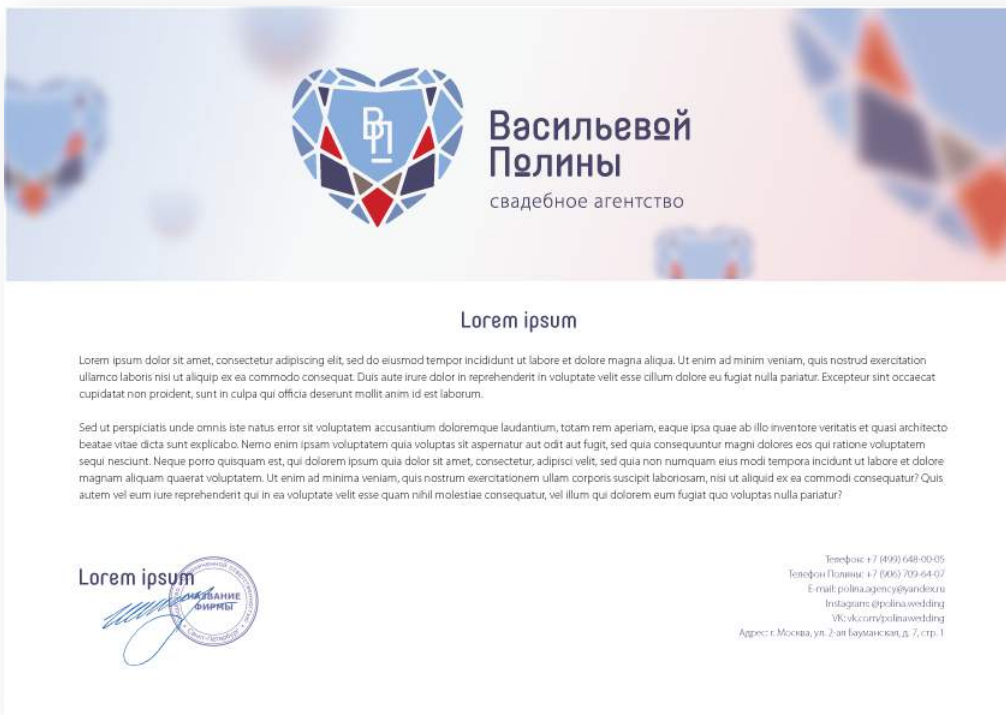 ВП
Васильевой
Полины
свадебное агентство
Lorem ipsum
Lorem ipsum dolor sit amet, consectetur adipiscing elit, sed do eiusmod tempor incididunt ut labore et dolore magna aliqua. Ut enim ad minim veniam, quis nostrud exercitation
ullamco laboris nisi ut aliquip ex ea commodo consequat. Duis aute irure dolor in reprehenderit in voluptate velit esse cillum dolore eu fugiat nulla pariatur. Excepteur sint occaecat
cupidatat non proident, sunt in culpa qui officia deserunt mollit anim id est laborum.
Sed ut perspiciatis unde omnis iste natus error sit voluptatem accusantium doloremque laudantium, totam rem aperiam, eaque ipsa quae ab illo inventore veritatis et quasi architecto
beatae vitae dicta sunt explicabo. Nemo enim ipsam voluptatem quia voluptas sit aspernatur aut odit aut fugit, sed quia consequuntur magni dolores eos qui ratione voluptatem
sequi nesciunt. Neque porro quisquam est, qui dolorem ipsum quia dolor sit amet, consectetur, adipisci velit, sed quia non numquam eius modi tempora incidunt ut labore et dolore
magnam aliquam quaerat voluptatem. Ut enim ad minima veniam, quis nostrum exercitationem ullam corporis suscipit laboriosam, nisi ut aliquid ex ea commodi consequatur? Quis
autem vel eum iure reprehenderit qui in ea voluptate velit esse quam nihil molestiae consequatur, vel illum qui dolorem eum fugiat quo voluptas nulla pariatur?
Lorem ipsum
НАЗВАНИЕ
ФИРМЫ
Санкт-Петербург
Телефон: +7 (499) 648-00-05
Телефон Полины: +7 (906) 709-64-07
E-mail: polina.agency@yandex.ru
Instagram: @polina.wedding
VK: vk.com/polinawedding
Адрес: г. Москва, ул. 2-ая Бауманская, д. 7, стр. 1